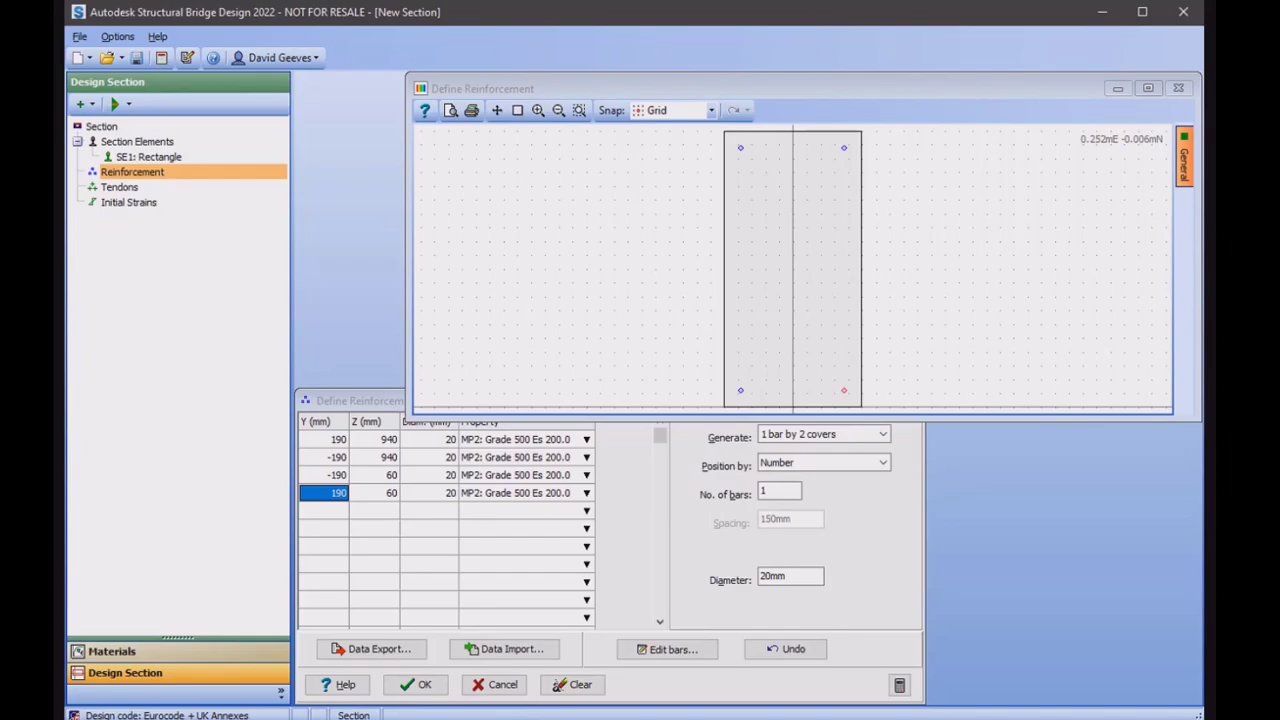 Autodesk Structural Bridge Design 2022 - NOT FOR RESALE - [New Section]
File Options Help
David Geeves
Design Section
Section
Section Elements
SE1: Rectangle
Reinforcement
Tendons
Initial Strains
Define Reinforcement
Snap: Grid
0.252mE -0.006mN
General
Define Reinforcem
Y (mm) Z (mm) Diam. (mm) Property
190 940 20 MP2: Grade 500 Es 200.0
-190 940 20 MP2: Grade 500 Es 200.0
-190 60 20 MP2: Grade 500 Es 200.0
190 60 20 MP2: Grade 500 Es 200.0
Generate: 1 bar by 2 covers
Position by: Number
No. of bars: 1
Spacing: 150mm
Diameter: 20mm
Data Export... Data Import... Edit bars... Undo
Help OK Cancel Clear
Materials
Design Section
Design code: Eurocode + UK Annexes Section